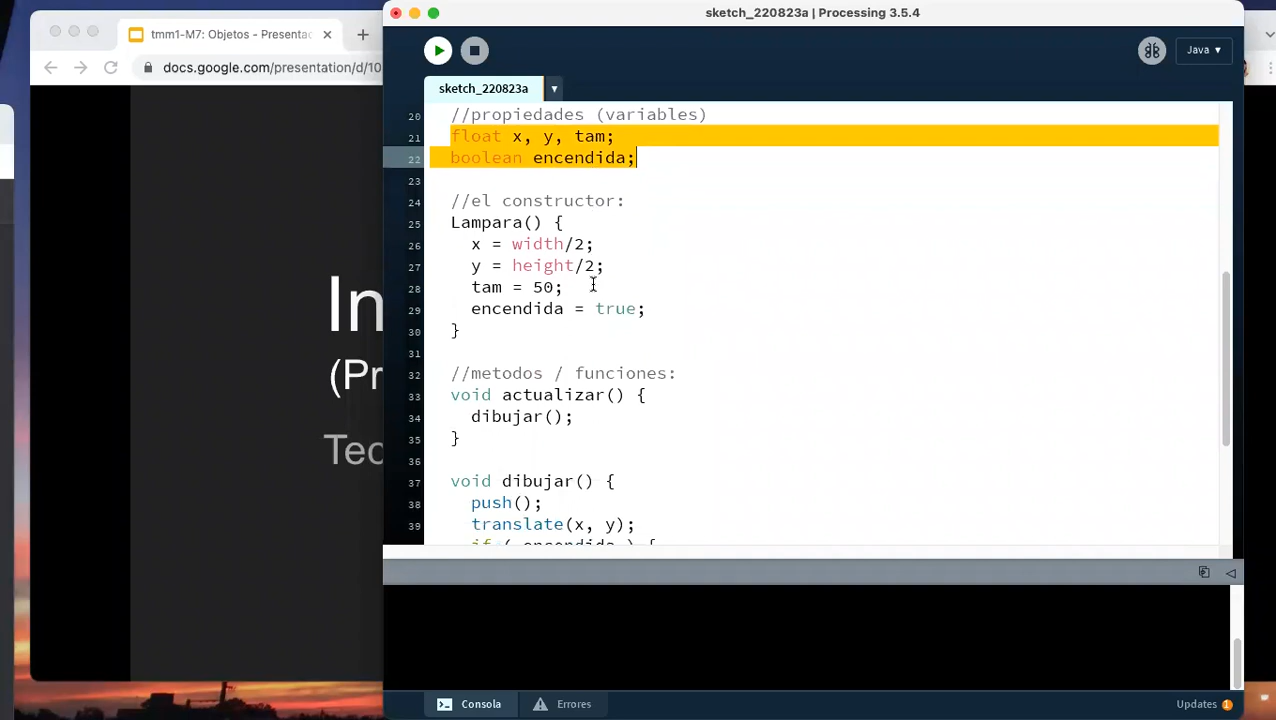 sketch_220823a | Processing 3.5.4
tmm1-M7: Objetos - Presentac
docs.google.com/presentation/d/10
Java ▾
sketch_220823a
20 //propiedades (variables)
21 float x, y, tam;
22 boolean encendida;
23
24 //el constructor:
25 Lampara() {
26 x = width/2;
27 y = height/2;
28 tam = 50;
29 encendida = true;
30 }
31
32 //metodos / funciones:
33 void actualizar() {
34 dibujar();
35 }
36
37 void dibujar() {
38 push();
39 translate(x, y);
if ( encendida ) {
In
(Pr
Tec
Consola
Errores
Updates 1